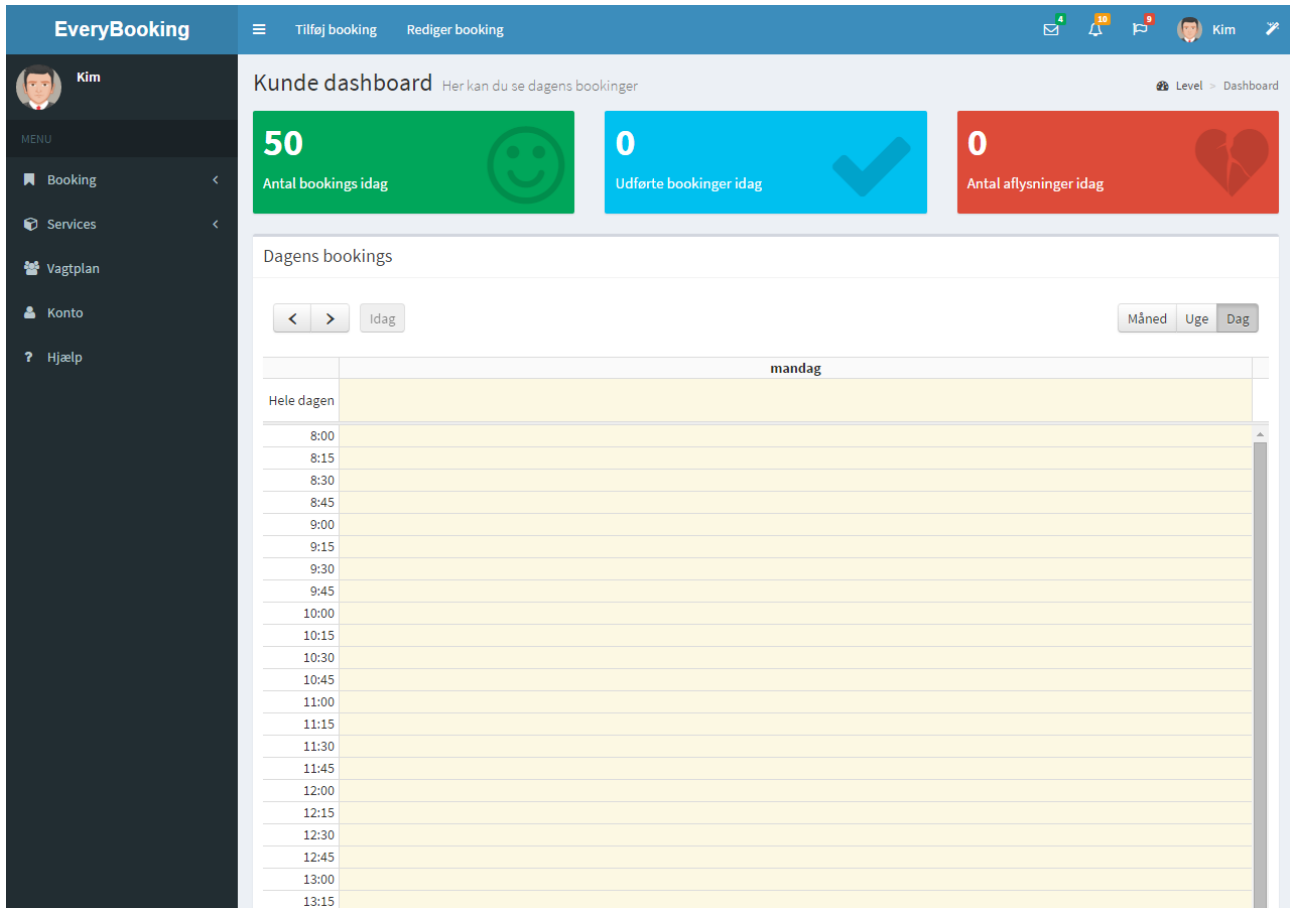 EveryBooking
Tilføj booking Rediger booking 4 10 9 Kim
Kim
MENU
Booking
Services
Vagtplan
Konto
? Hjælp
Kunde dashboard Her kan du se dagens bookinger
Level > Dashboard
50
Antal bookings idag
0
Udførte bookinger idag
0
Antal aflysninger idag
Dagens bookings
< > Idag
Måned Uge Dag
mandag
Hele dagen
8:00
8:15
8:30
8:45
9:00
9:15
9:30
9:45
10:00
10:15
10:30
10:45
11:00
11:15
11:30
11:45
12:00
12:15
12:30
12:45
13:00
13:15